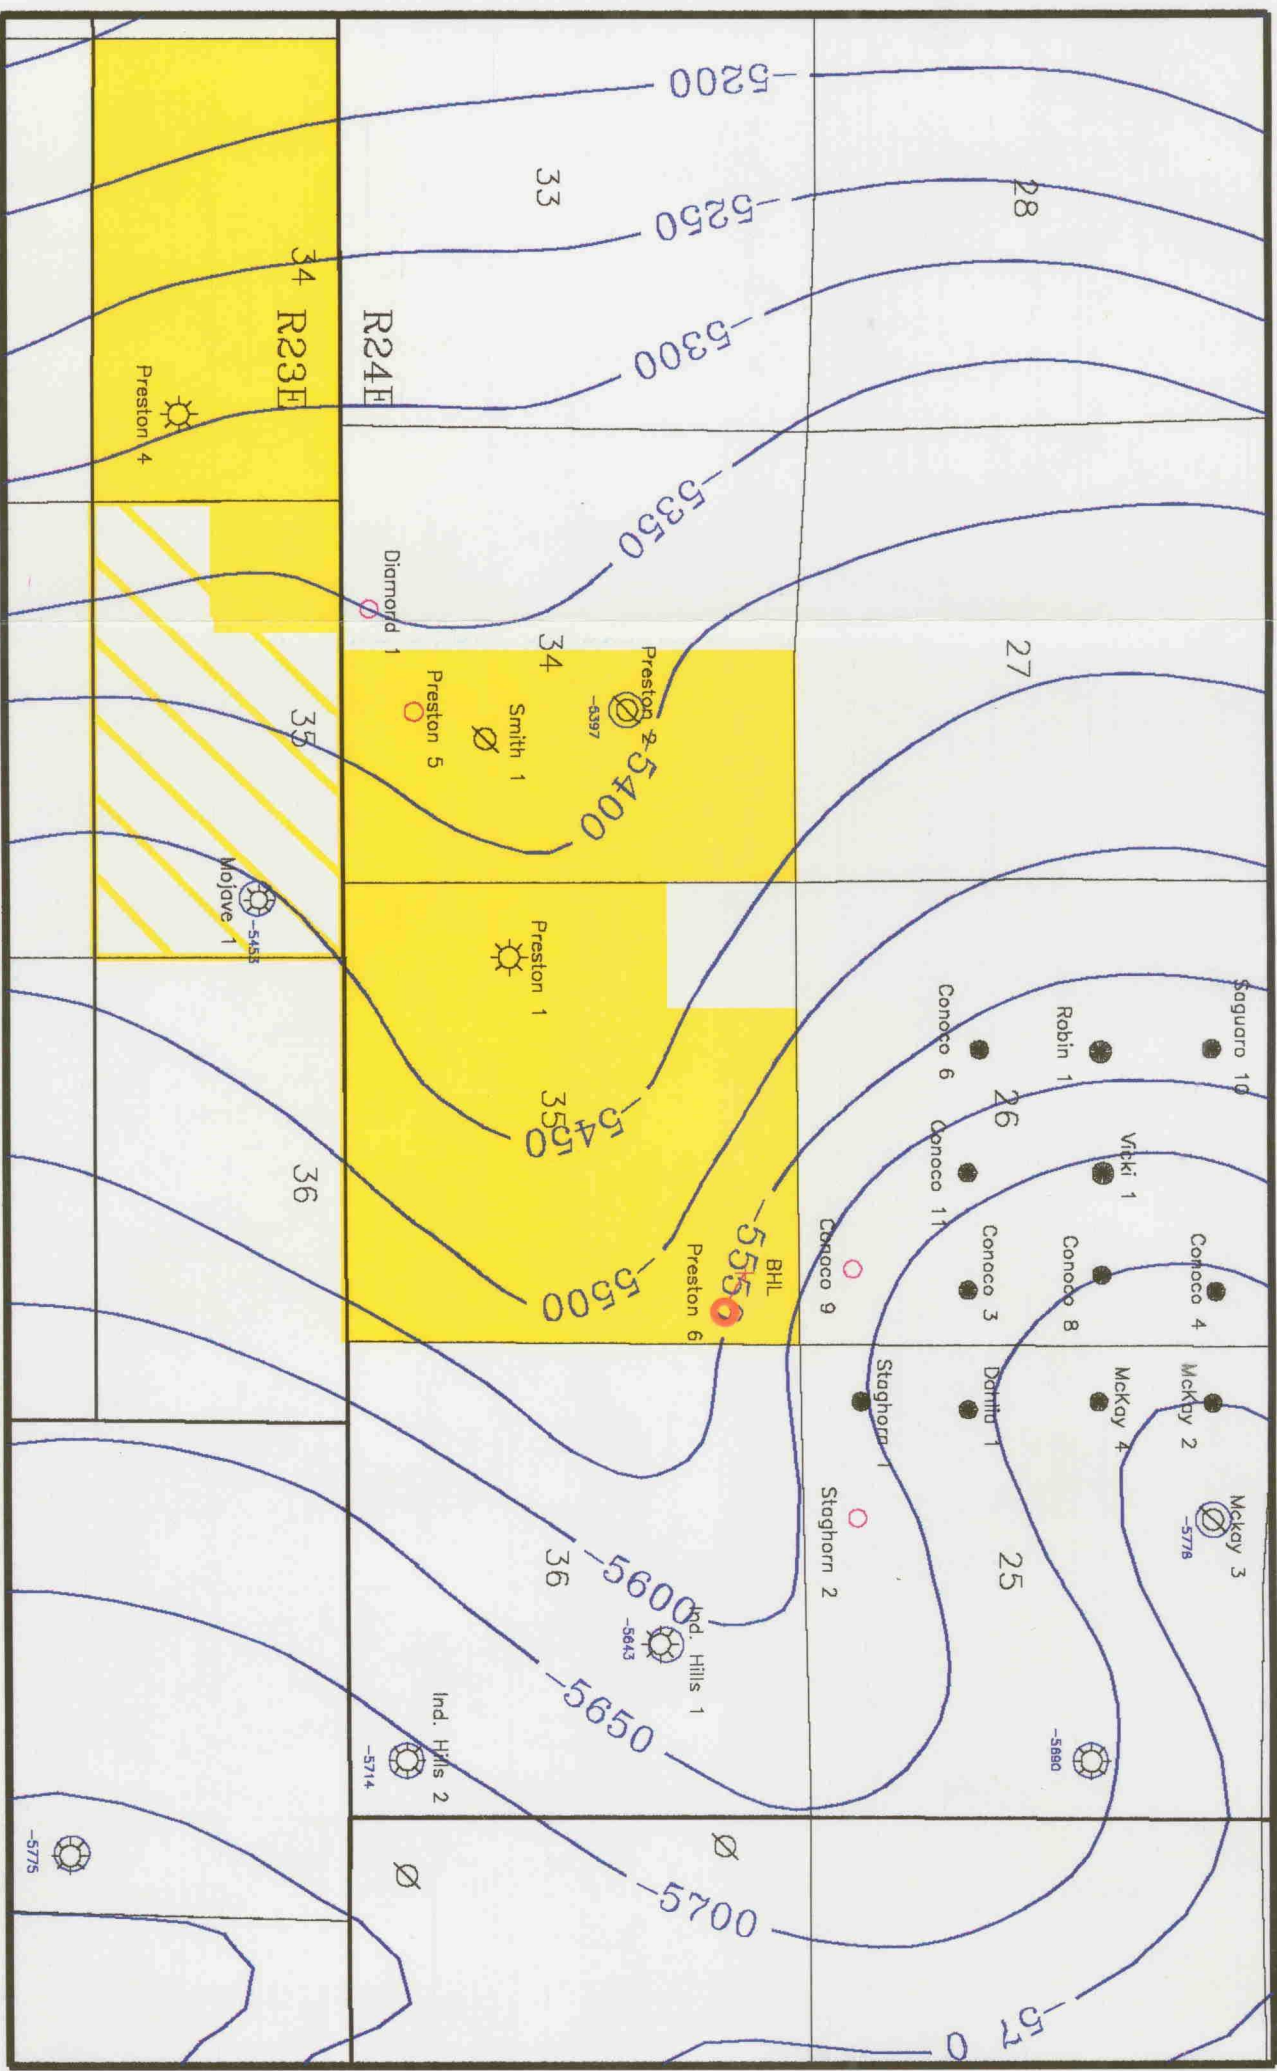 Saguaro 10
Mckay 3
Conoco 4
McKay 2
-5778
Vicki 1
McKay 4
Robin 1
Conoco 8
-5690
28
27
26
25
Conoco 3
1
-57 0
Conoco 6
Conoco 11
Staghorn 1
Conoco 9
Staghorn 2
BHL
-5550
-5200
-5250
-5300
-5350
Preston 2
-5400
-5397
Preston 6
Ind. Hills 1
-5643
-5700
-5600
-5650
-5450
-5500
33
34
35
36
Preston 1
Smith 1
Preston 5
Ind. Hills 2
-5714
Diamond 1
R24E
R23E
34
35
36
Mojave 1
-5453
Preston 4
-5775